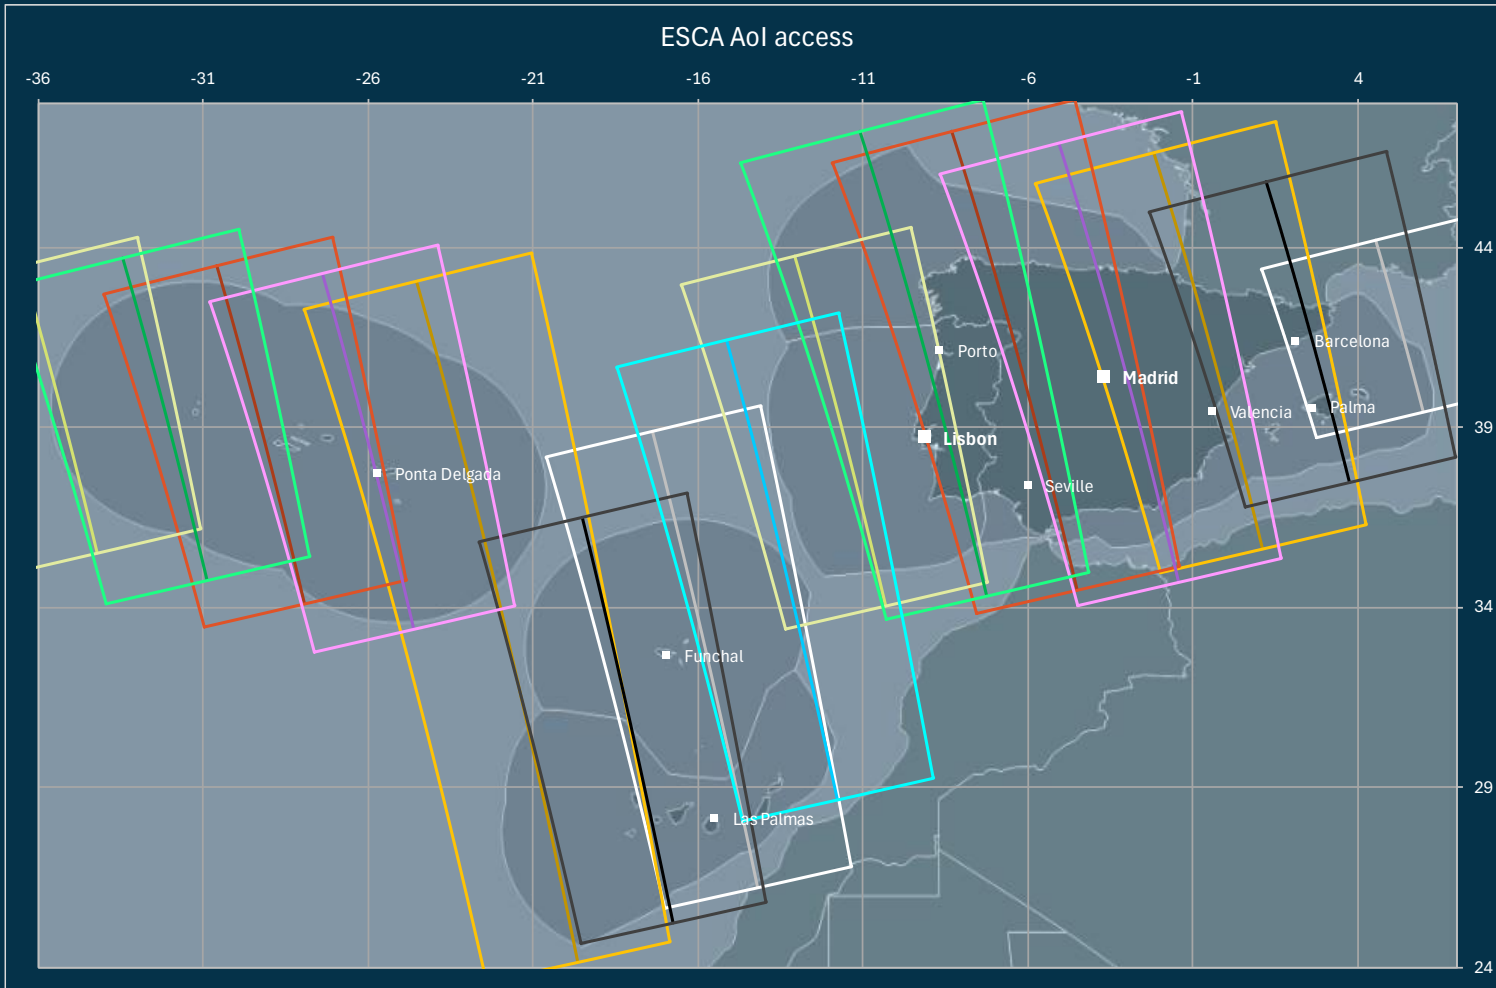 ESCA AoI access
-36 -31 -26 -21 -16 -11 -6 -1 4
44
Barcelona
Porto
Madrid
Palma
Valencia
39
Lisbon
Ponta Delgada
Seville
34
Funchal
29
Las Palmas
24